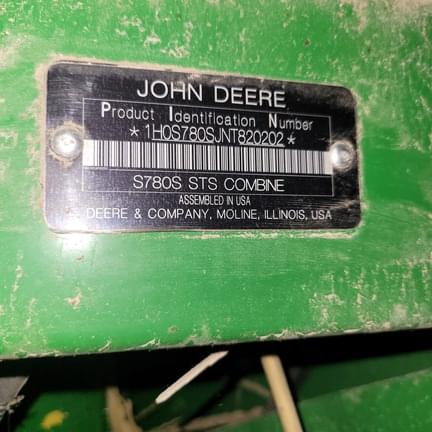 JOHN DEERE
Product Identification Number
*1H0S780SJNT820202*
S780S STS COMBINE
ASSEMBLED IN USA
DEERE & COMPANY, MOLINE, ILLINOIS, USA